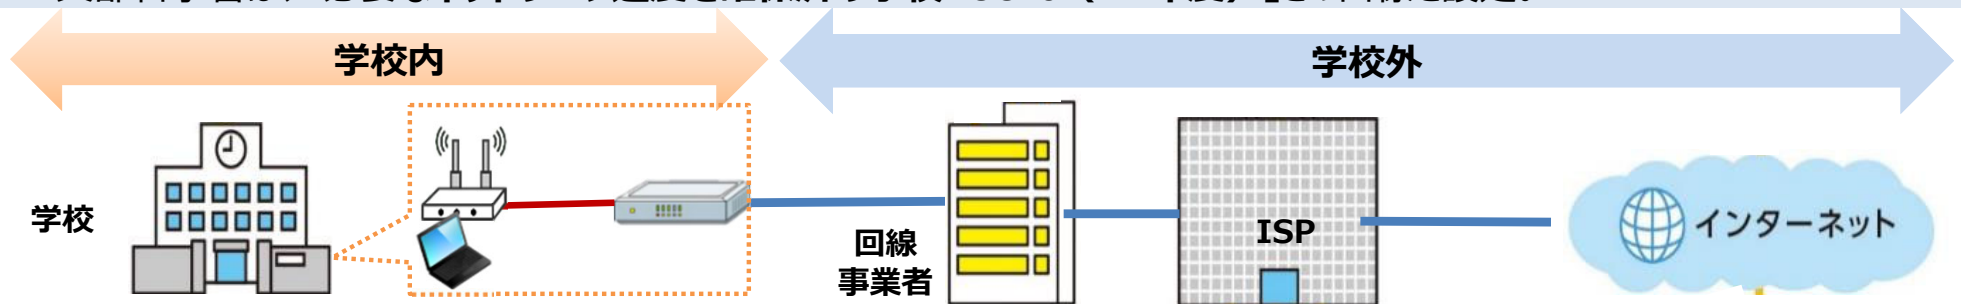 学校内
学校外
学校
回線
事業者
ISP
インターネット